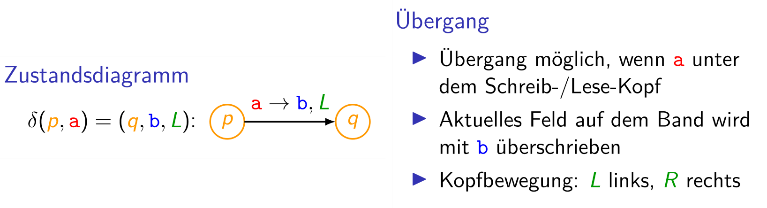 Zustandsdiagramm
δ(p, a) = (q, b, L):
p
a → b, L
q
Übergang
▶ Übergang möglich, wenn a unter
dem Schreib-/Lese-Kopf
▶ Aktuelles Feld auf dem Band wird
mit b überschrieben
▶ Kopfbewegung: L links, R rechts